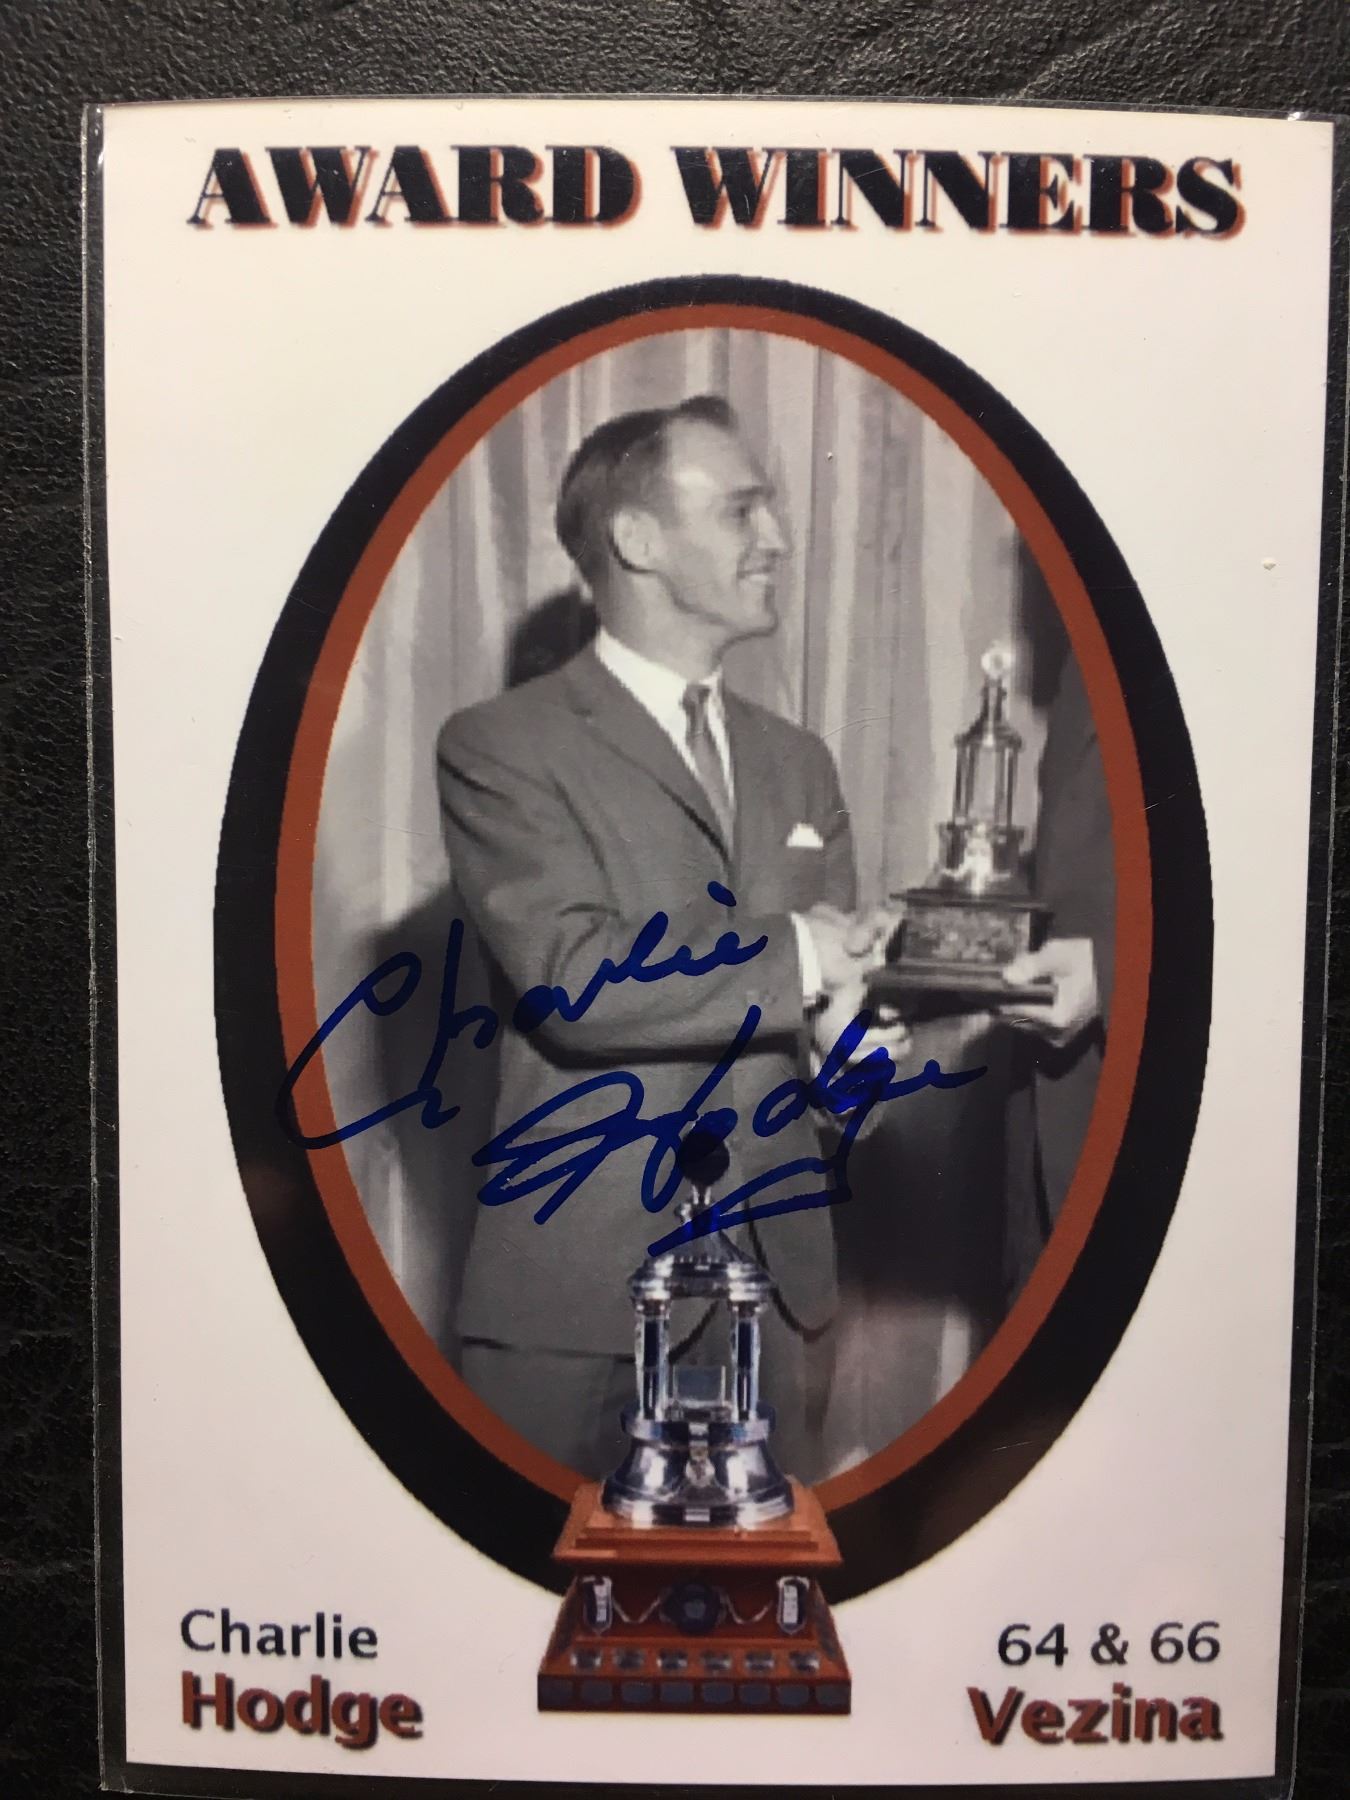 AWARD WINNERS
Charlie
Hodge
Charlie
Hodge
64 & 66
Vezina